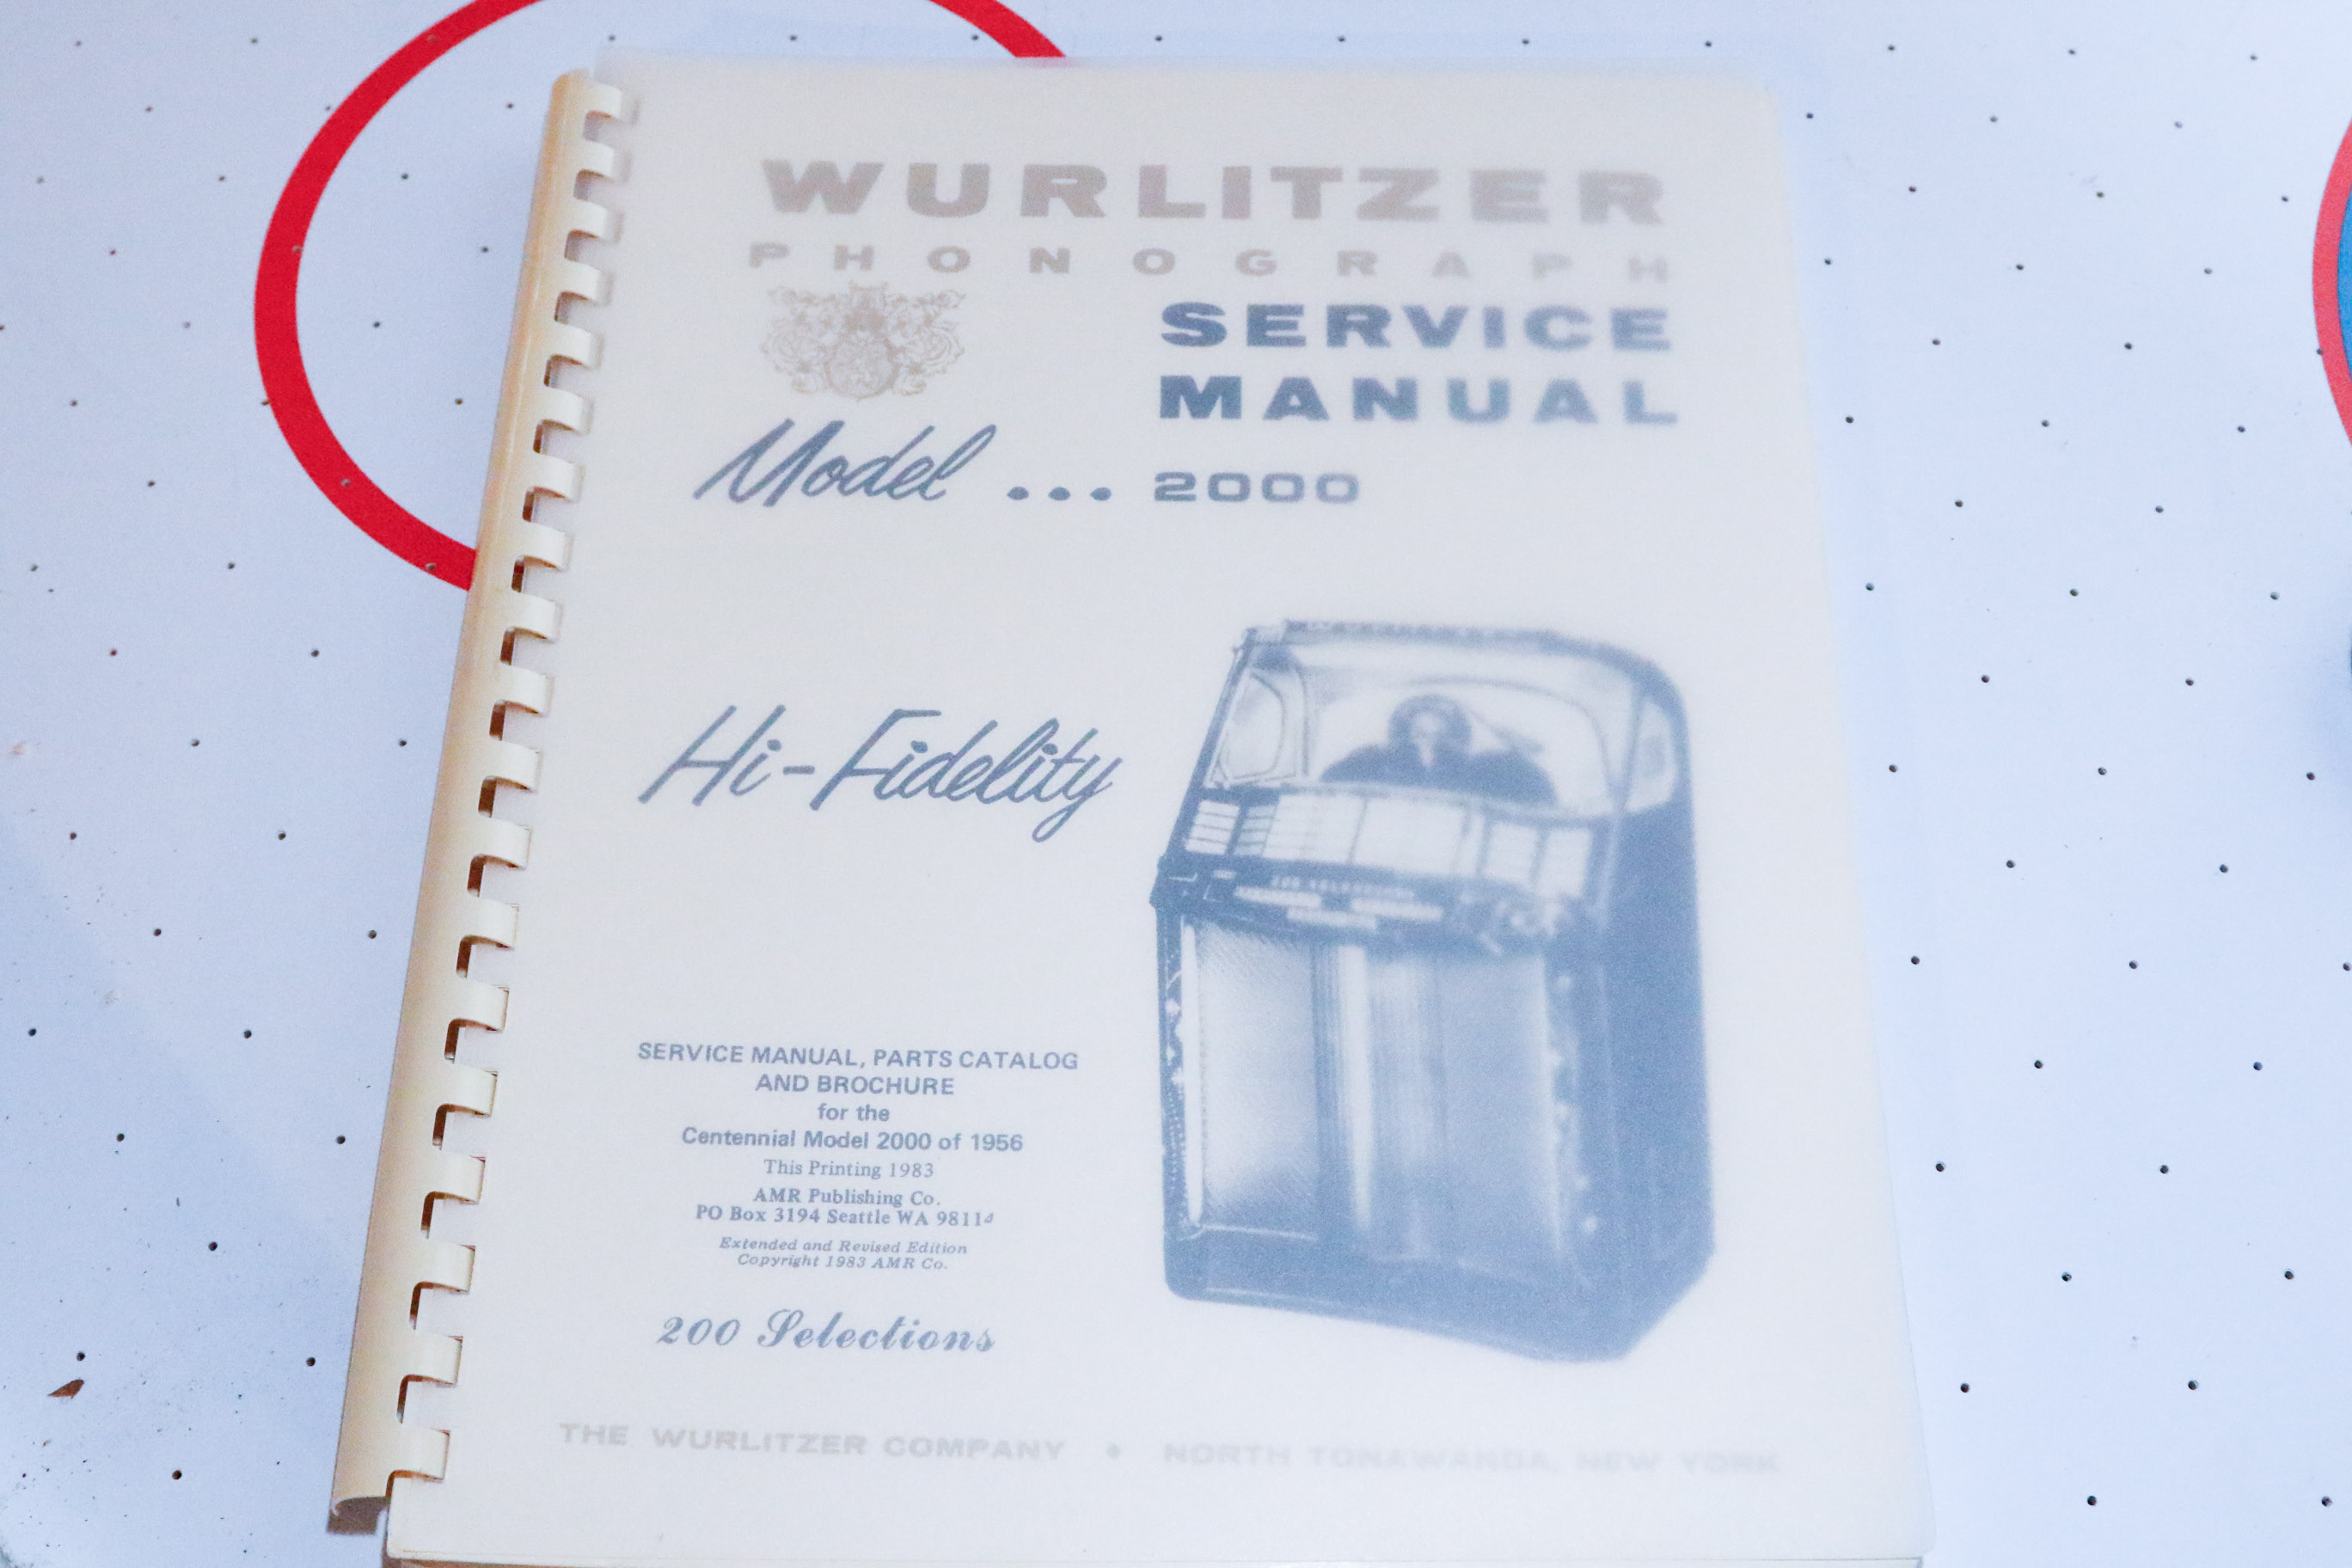 WURLITZER
PHONOGRAPH
SERVICE
MANUAL
Model ... 2000
Hi-Fidelity
SERVICE MANUAL, PARTS CATALOG
AND BROCHURE
for the
Centennial Model 2000 of 1956
This Printing 1983
AMR Publishing Co.
PO Box 3194 Seattle WA 98114
Extended and Revised Edition
Copyright 1983 AMR Co.
200 Selections
THE WURLITZER COMPANY ♦ NORTH TONAWANDA, NEW YORK